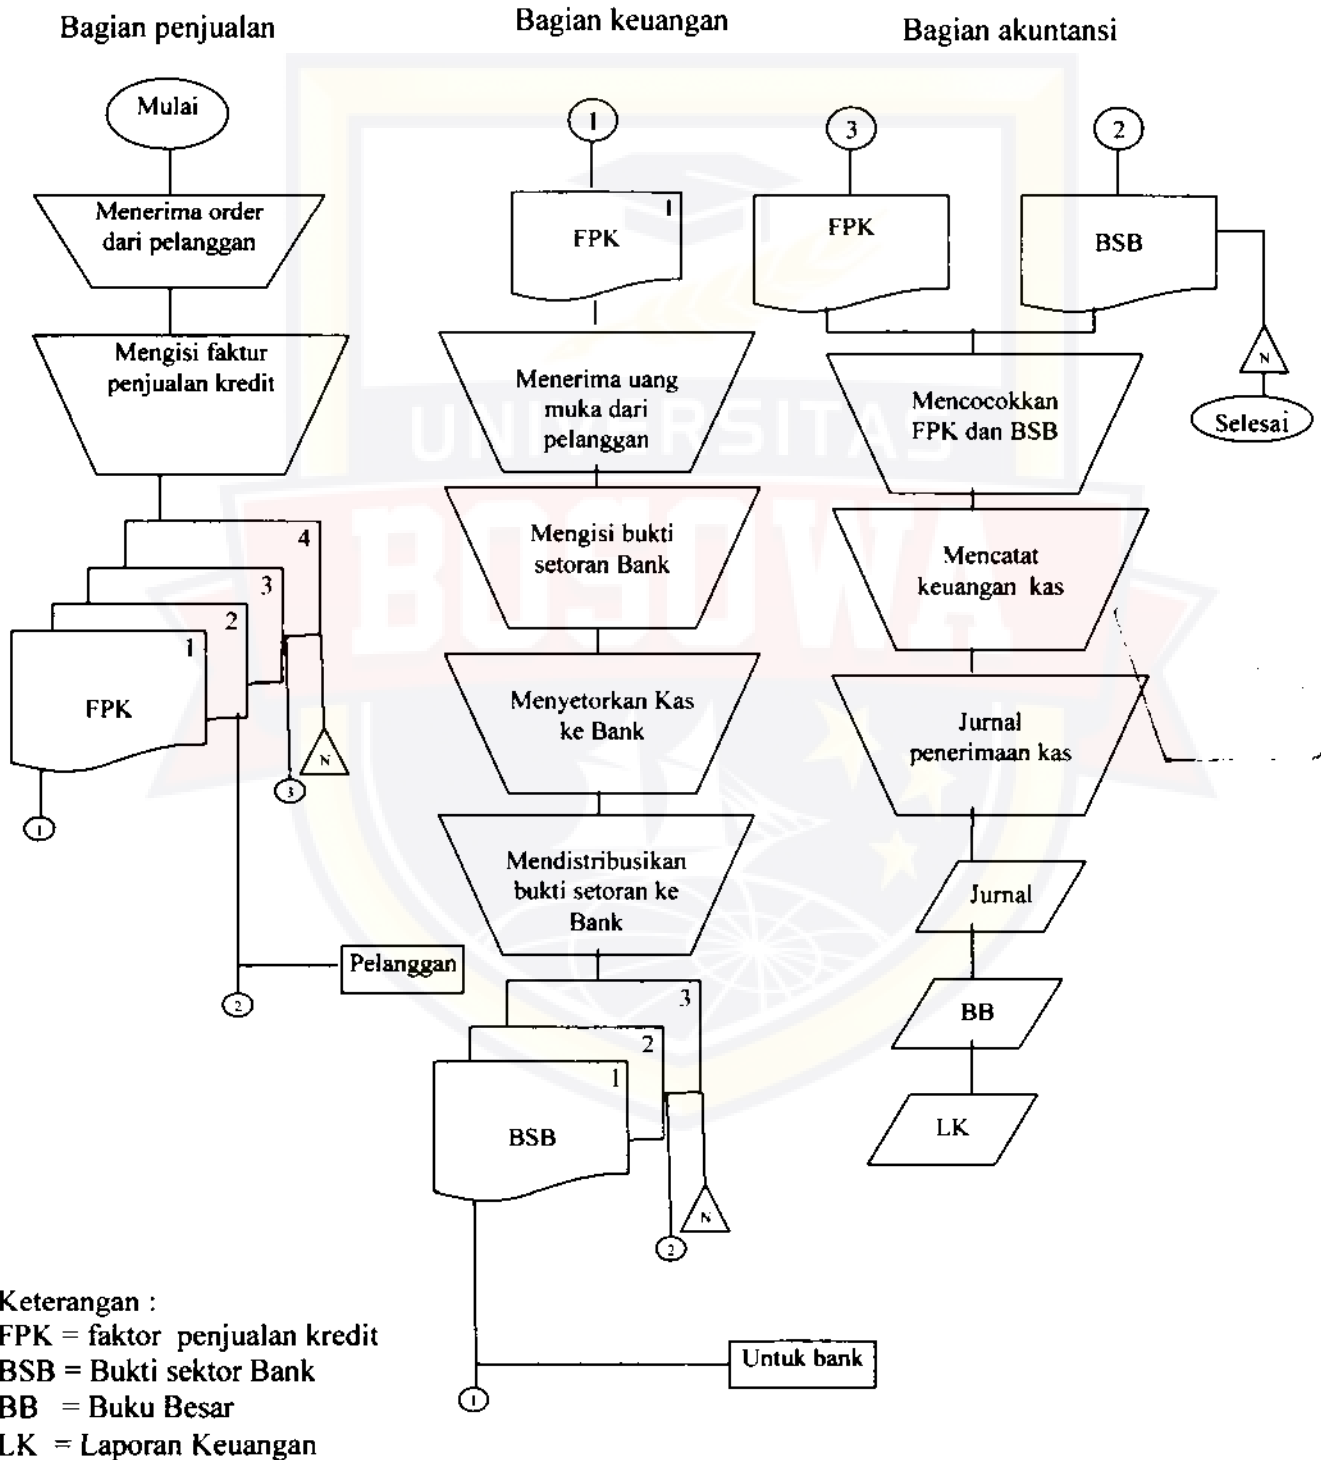 Bagian penjualan
Mulai
Menerima order
dari pelanggan
Mengisi faktur
penjualan kredit
4
3
2
1
FPK
N
3
1
Pelanggan
2
Bagian keuangan
1
1
FPK
Menerima uang
muka dari
pelanggan
Mengisi bukti
setoran Bank
Menyetorkan Kas
ke Bank
Mendistribusikan
bukti setoran ke
Bank
3
2
1
BSB
N
2
Untuk bank
1
Bagian akuntansi
3
2
FPK
BSB
N
Selesai
Mencocokkan
FPK dan BSB
Mencatat
keuangan kas
Jurnal
penerimaan kas
Jurnal
BB
LK
Keterangan :
FPK = faktor penjualan kredit
BSB = Bukti sektor Bank
BB = Buku Besar
LK = Laporan Keuangan
UNIVERSITAS
BOSOWA